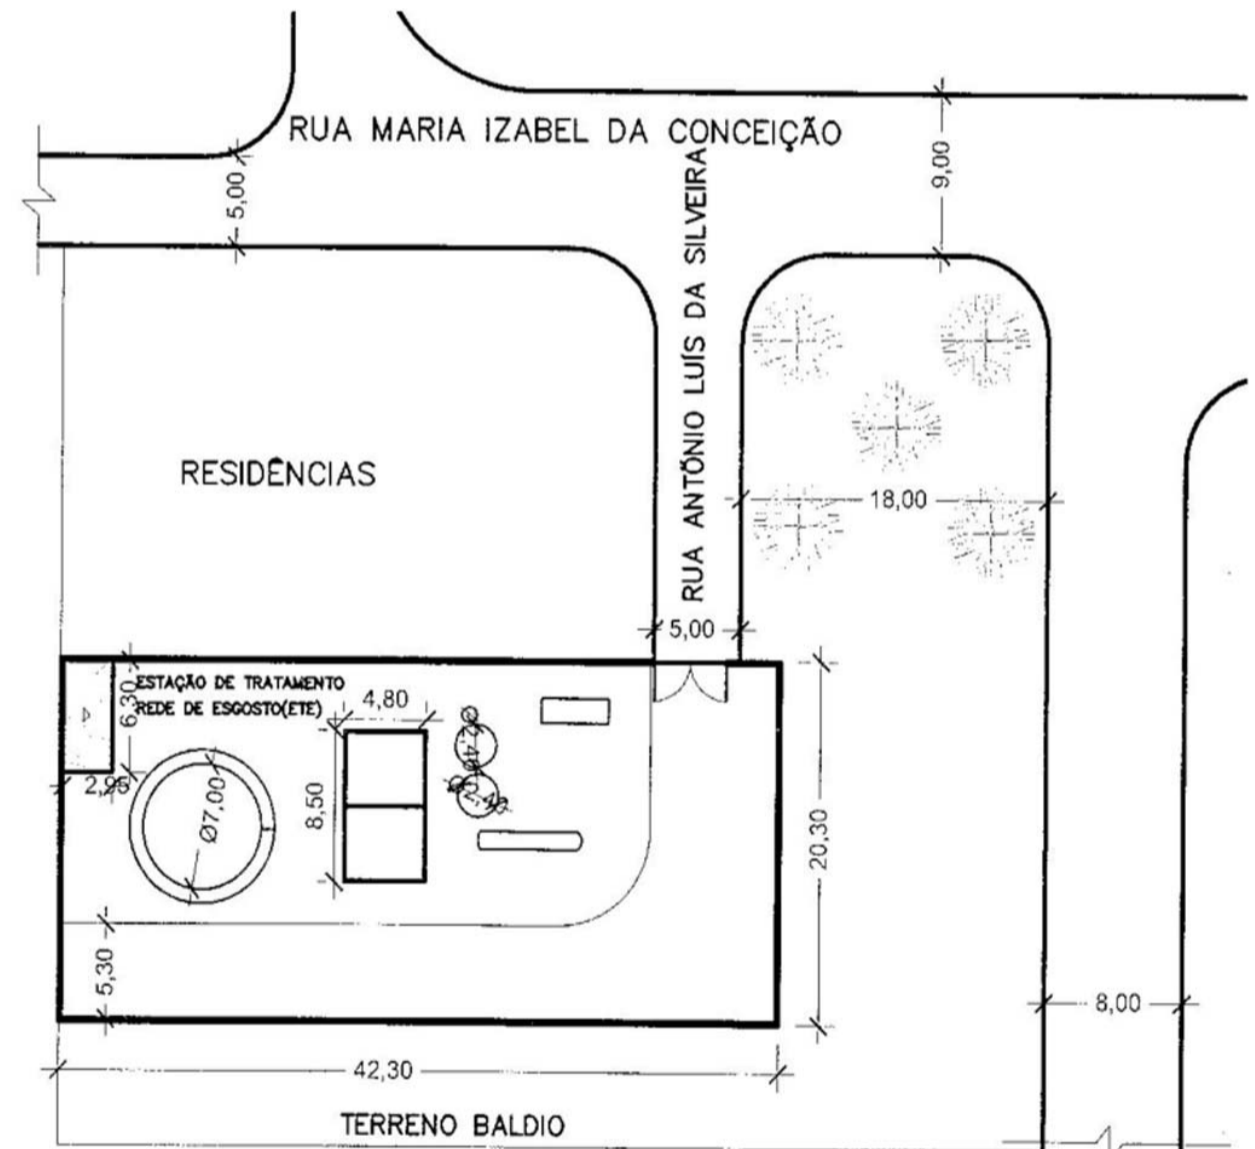 RUA MARIA IZABEL DA CONCEIÇÃO
5,00
9,00
RUA ANTÔNIO LUÍS DA SILVEIRA
RESIDÊNCIAS
18,00
5,00
ESTAÇÃO DE TRATAMENTO
REDE DE ESGOSTO(ETE)
6,30
4,80
2,95
Ø7,00
8,50
20,30
5,30
8,00
42,30
TERRENO BALDIO